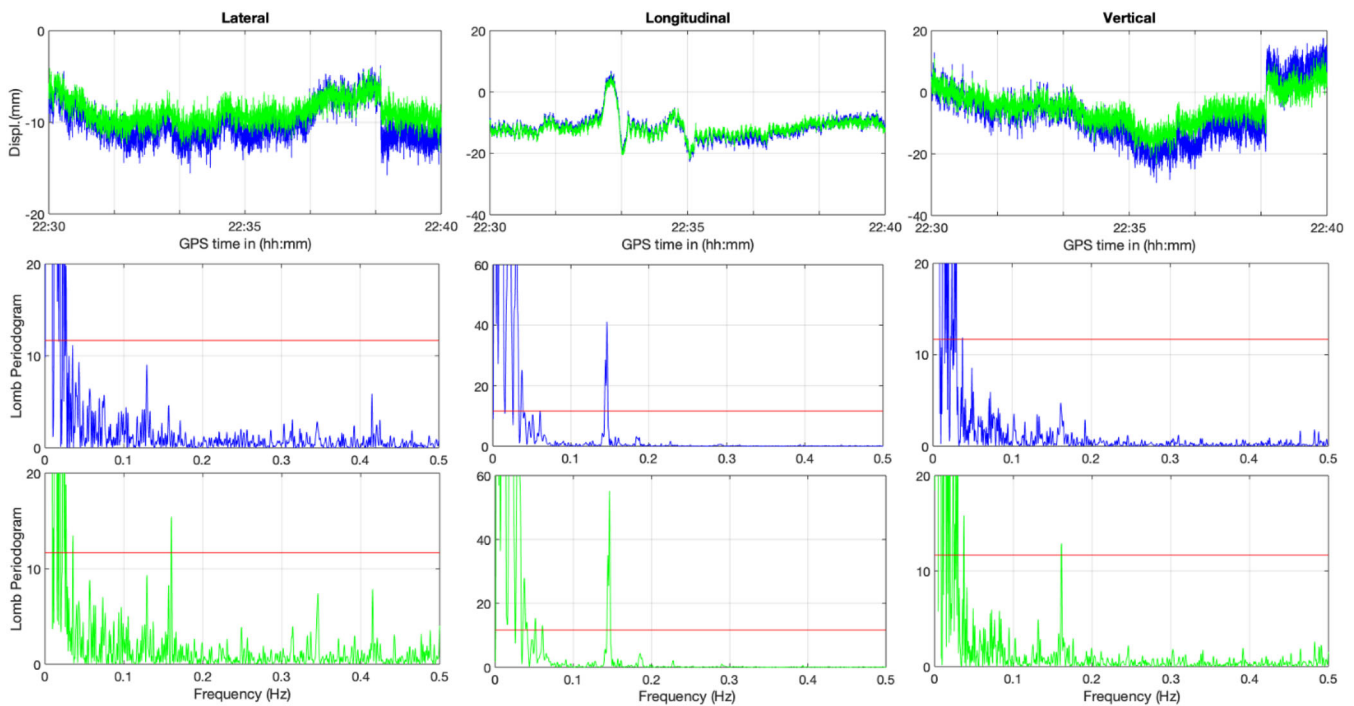 Lateral Longitudinal Vertical
0 20 20
Displ.(mm)
-10 0 0
-20 -20
-20 -40 -40
22:30 22:35 22:40 22:30 22:35 22:40 22:30 22:35 22:40
GPS time in (hh:mm) GPS time in (hh:mm) GPS time in (hh:mm)
20 60 20
Lomb Periodogram
40
10 10
20
0 0 0
0 0.1 0.2 0.3 0.4 0.5 0 0.1 0.2 0.3 0.4 0.5 0 0.1 0.2 0.3 0.4 0.5
20 60 20
Lomb Periodogram
40
10 10
20
0 0 0
0 0.1 0.2 0.3 0.4 0.5 0 0.1 0.2 0.3 0.4 0.5 0 0.1 0.2 0.3 0.4 0.5
Frequency (Hz) Frequency (Hz) Frequency (Hz)